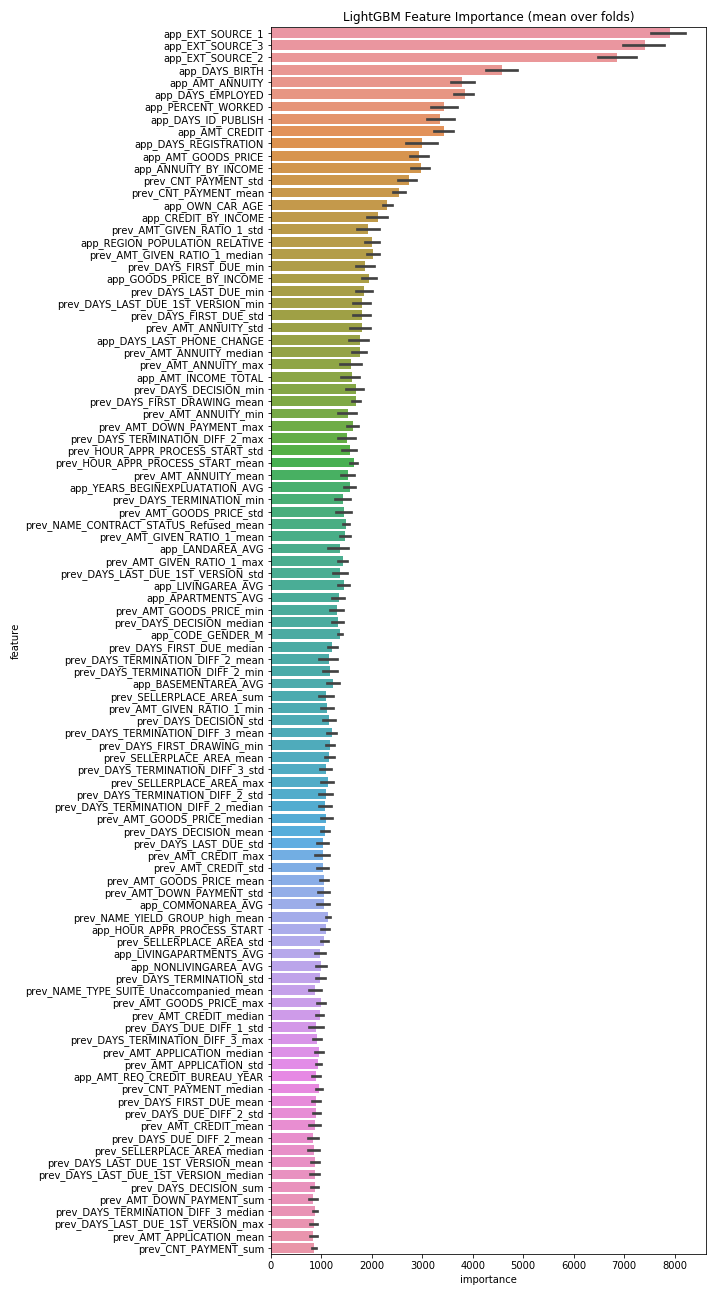 LightGBM Feature Importance (mean over folds)
app_EXT_SOURCE_1
app_EXT_SOURCE_3
app_EXT_SOURCE_2
app_DAYS_BIRTH
app_AMT_ANNUITY
app_DAYS_EMPLOYED
app_PERCENT_WORKED
app_DAYS_ID_PUBLISH
app_AMT_CREDIT
app_DAYS_REGISTRATION
app_AMT_GOODS_PRICE
app_ANNUITY_BY_INCOME
prev_CNT_PAYMENT_std
prev_CNT_PAYMENT_mean
app_OWN_CAR_AGE
app_CREDIT_BY_INCOME
prev_AMT_GIVEN_RATIO_1_std
app_REGION_POPULATION_RELATIVE
prev_AMT_GIVEN_RATIO_1_median
prev_DAYS_FIRST_DUE_min
app_GOODS_PRICE_BY_INCOME
prev_DAYS_LAST_DUE_min
prev_DAYS_LAST_DUE_1ST_VERSION_min
prev_DAYS_FIRST_DUE_std
prev_AMT_ANNUITY_std
app_DAYS_LAST_PHONE_CHANGE
prev_AMT_ANNUITY_median
prev_AMT_ANNUITY_max
app_AMT_INCOME_TOTAL
prev_DAYS_DECISION_min
prev_DAYS_FIRST_DRAWING_mean
prev_AMT_ANNUITY_min
prev_AMT_DOWN_PAYMENT_max
prev_DAYS_TERMINATION_DIFF_2_max
prev_HOUR_APPR_PROCESS_START_std
prev_HOUR_APPR_PROCESS_START_mean
prev_AMT_ANNUITY_mean
app_YEARS_BEGINEXPLUATATION_AVG
prev_DAYS_TERMINATION_min
prev_AMT_GOODS_PRICE_std
prev_NAME_CONTRACT_STATUS_Refused_mean
prev_AMT_GIVEN_RATIO_1_mean
app_LANDAREA_AVG
prev_AMT_GIVEN_RATIO_1_max
prev_DAYS_LAST_DUE_1ST_VERSION_std
app_LIVINGAREA_AVG
app_APARTMENTS_AVG
prev_AMT_GOODS_PRICE_min
prev_DAYS_DECISION_median
app_CODE_GENDER_M
prev_DAYS_FIRST_DUE_median
prev_DAYS_TERMINATION_DIFF_2_mean
prev_DAYS_TERMINATION_DIFF_2_min
app_BASEMENTAREA_AVG
prev_SELLERPLACE_AREA_sum
prev_AMT_GIVEN_RATIO_1_min
prev_DAYS_DECISION_std
prev_DAYS_TERMINATION_DIFF_3_mean
prev_DAYS_FIRST_DRAWING_min
prev_SELLERPLACE_AREA_mean
prev_DAYS_TERMINATION_DIFF_3_std
prev_SELLERPLACE_AREA_max
prev_DAYS_TERMINATION_DIFF_2_std
prev_DAYS_TERMINATION_DIFF_2_median
prev_AMT_GOODS_PRICE_median
prev_DAYS_DECISION_mean
prev_DAYS_LAST_DUE_std
prev_AMT_CREDIT_max
prev_AMT_CREDIT_std
prev_AMT_GOODS_PRICE_mean
prev_AMT_DOWN_PAYMENT_std
app_COMMONAREA_AVG
prev_NAME_YIELD_GROUP_high_mean
app_HOUR_APPR_PROCESS_START
prev_SELLERPLACE_AREA_std
app_LIVINGAPARTMENTS_AVG
app_NONLIVINGAREA_AVG
prev_DAYS_TERMINATION_std
prev_NAME_TYPE_SUITE_Unaccompanied_mean
prev_AMT_GOODS_PRICE_max
prev_AMT_CREDIT_median
prev_DAYS_DUE_DIFF_1_std
prev_DAYS_TERMINATION_DIFF_3_max
prev_AMT_APPLICATION_median
prev_AMT_APPLICATION_std
app_AMT_REQ_CREDIT_BUREAU_YEAR
prev_CNT_PAYMENT_median
prev_DAYS_FIRST_DUE_mean
prev_DAYS_DUE_DIFF_2_std
prev_AMT_CREDIT_mean
prev_DAYS_DUE_DIFF_2_mean
prev_SELLERPLACE_AREA_median
prev_DAYS_LAST_DUE_1ST_VERSION_mean
prev_DAYS_LAST_DUE_1ST_VERSION_median
prev_DAYS_DECISION_sum
prev_AMT_DOWN_PAYMENT_sum
prev_DAYS_TERMINATION_DIFF_3_median
prev_DAYS_LAST_DUE_1ST_VERSION_max
prev_AMT_APPLICATION_mean
prev_CNT_PAYMENT_sum
feature
0 1000 2000 3000 4000 5000 6000 7000 8000
importance